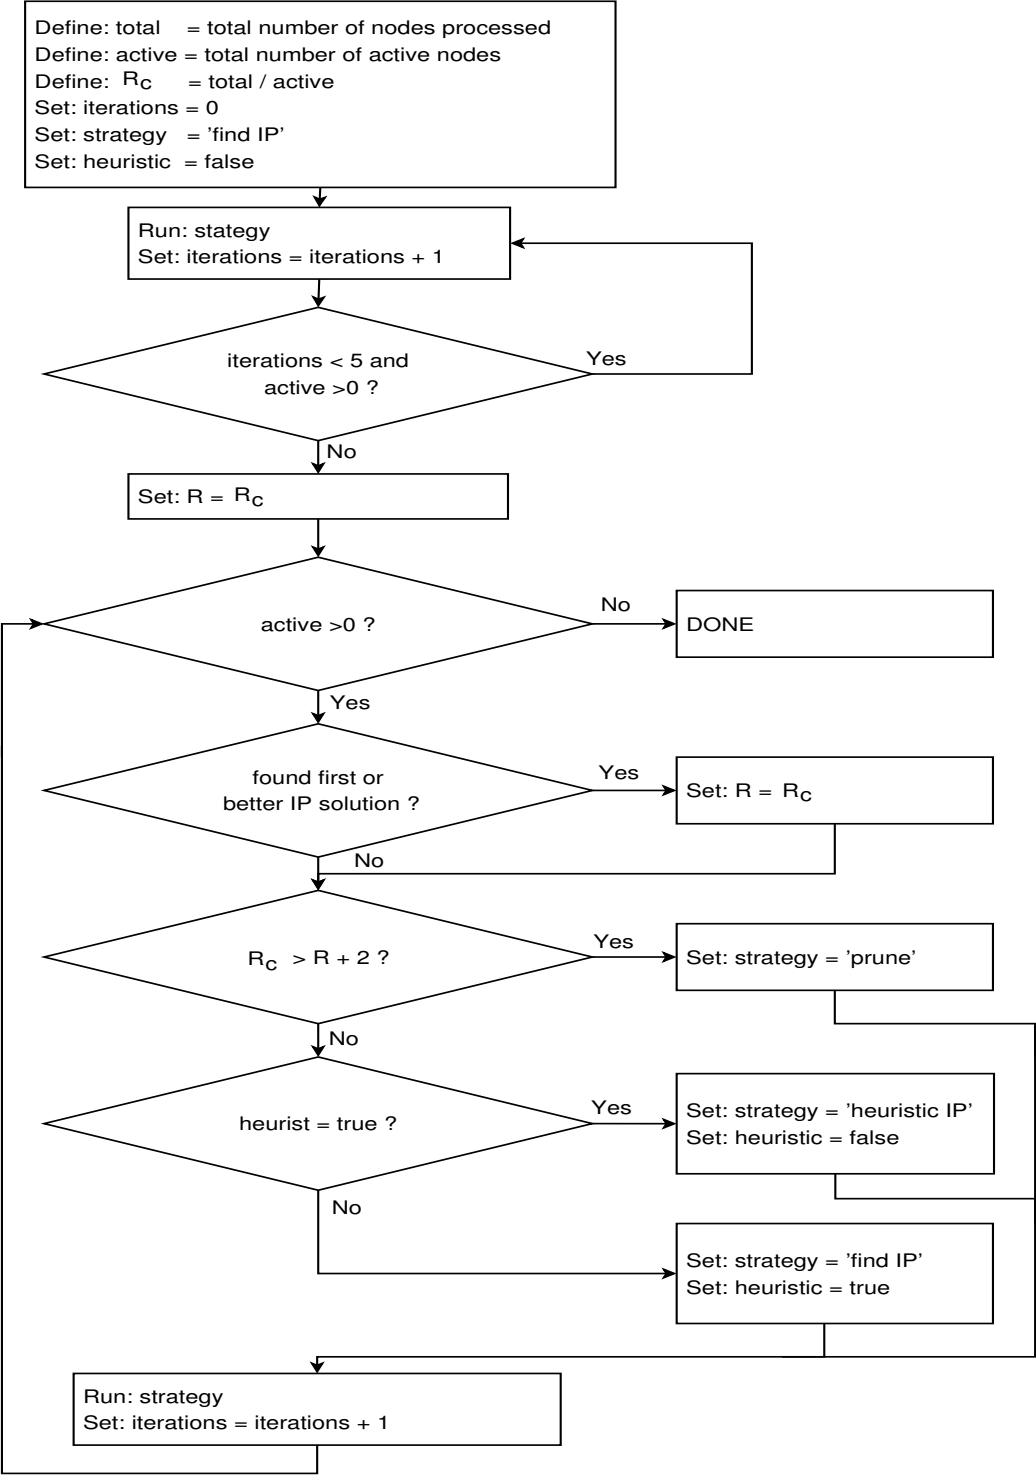 Define: total = total number of nodes processed
Define: active = total number of active nodes
Define: Rc = total / active
Set: iterations = 0
Set: strategy = 'find IP'
Set: heuristic = false
Run: stategy
Set: iterations = iterations + 1
iterations < 5 and
active >0 ?
Yes
No
Set: R = Rc
active >0 ?
No
DONE
Yes
found first or
better IP solution ?
Yes
Set: R = Rc
No
Rc > R + 2 ?
Yes
Set: strategy = 'prune'
No
heurist = true ?
Yes
Set: strategy = 'heuristic IP'
Set: heuristic = false
No
Set: strategy = 'find IP'
Set: heuristic = true
Run: strategy
Set: iterations = iterations + 1